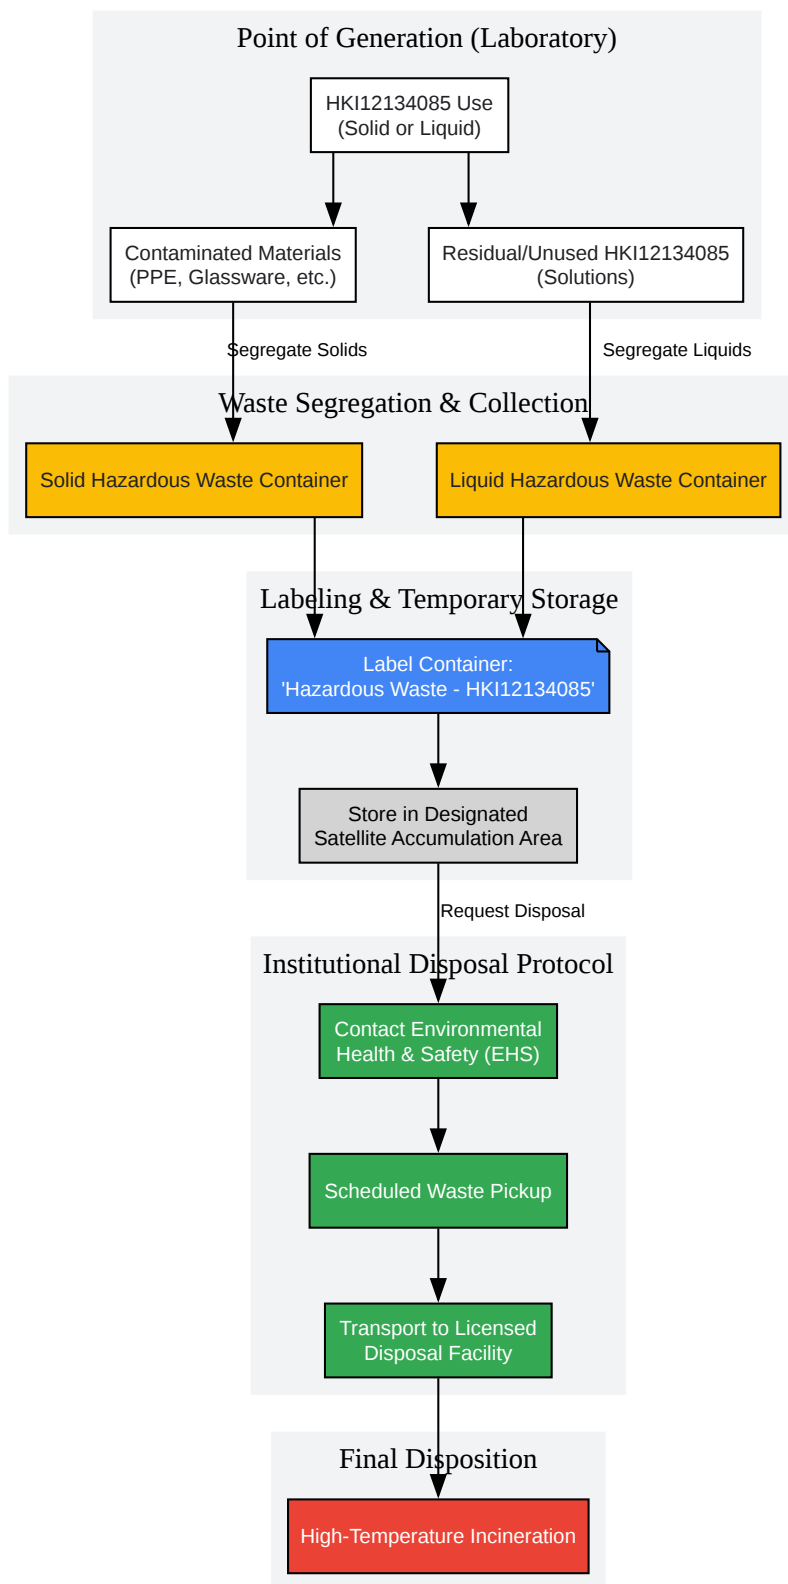 Point of Generation (Laboratory)
HKI12134085 Use
(Solid or Liquid)
Contaminated Materials
(PPE, Glassware, etc.)
Residual/Unused HKI12134085
(Solutions)
Segregate Solids
Segregate Liquids
Waste Segregation & Collection
Solid Hazardous Waste Container
Liquid Hazardous Waste Container
Labeling & Temporary Storage
Label Container:
'Hazardous Waste - HKI12134085'
Store in Designated
Satellite Accumulation Area
Request Disposal
Institutional Disposal Protocol
Contact Environmental
Health & Safety (EHS)
Scheduled Waste Pickup
Transport to Licensed
Disposal Facility
Final Disposition
High-Temperature Incineration